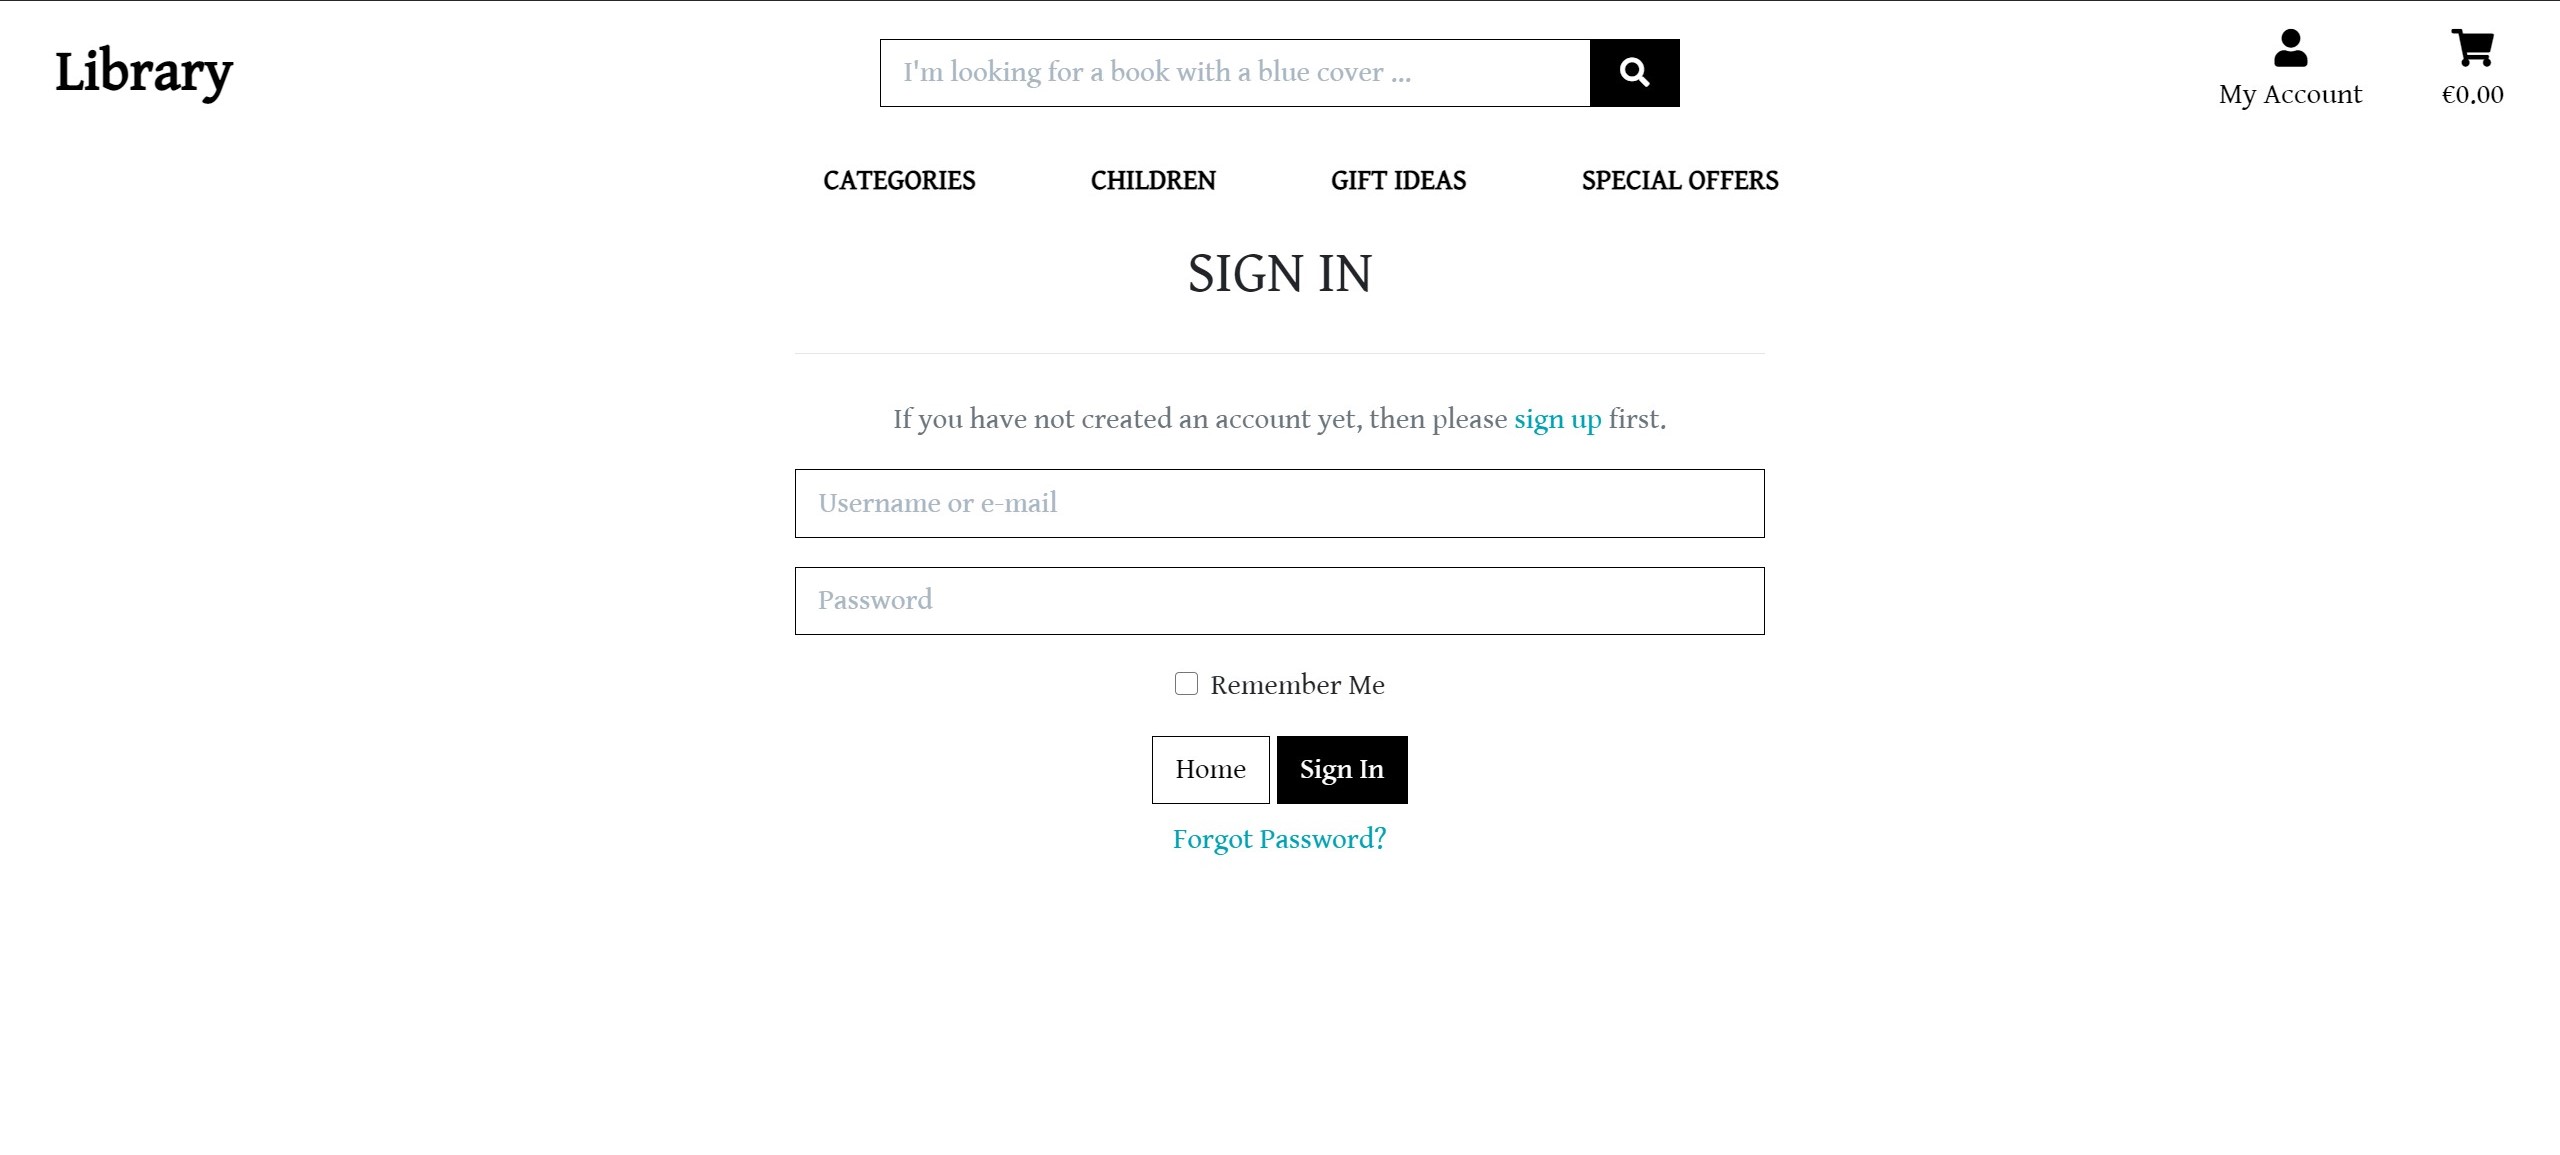 Library
I'm looking for a book with a blue cover ...
My Account
€0.00
CATEGORIES CHILDREN GIFT IDEAS SPECIAL OFFERS
SIGN IN
If you have not created an account yet, then please sign up first.
Username or e-mail
Password
Remember Me
Home Sign In
Forgot Password?